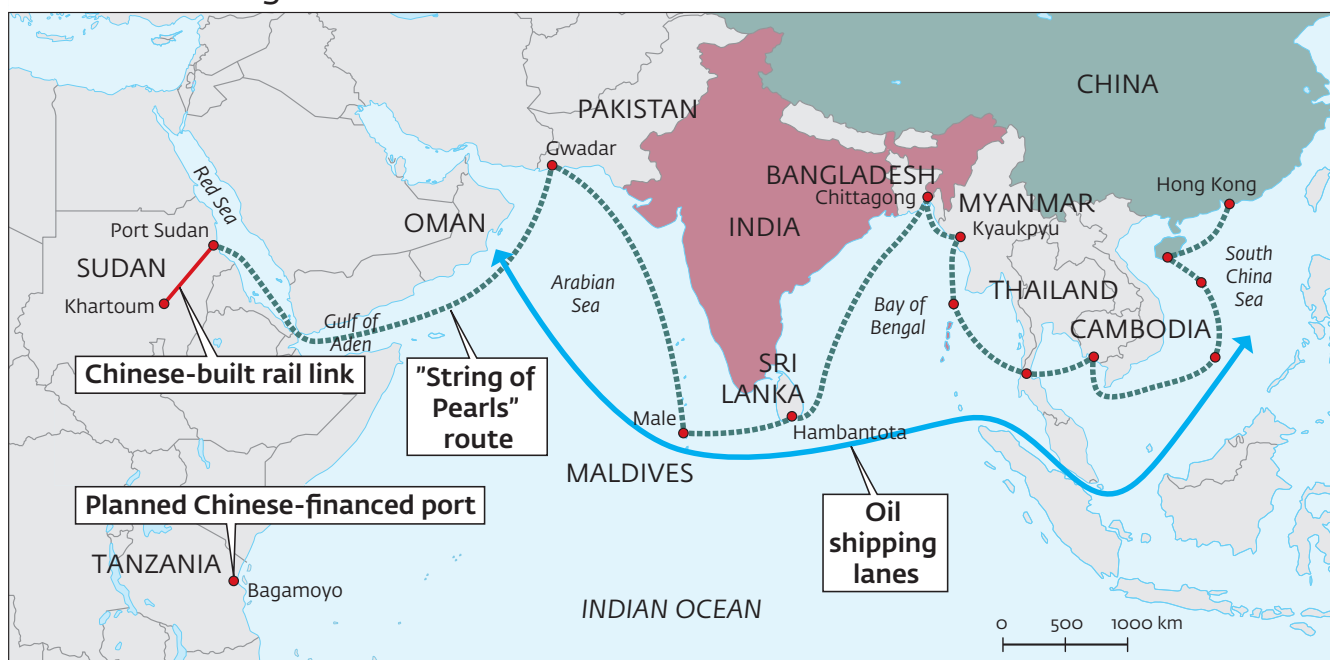 CHINA
PAKISTAN
Gwadar
Red Sea
BANGLADESH
Chittagong
Hong Kong
MYANMAR
Kyaukpyu
OMAN
INDIA
Port Sudan
SUDAN
Khartoum
South
China
Sea
Arabian
Sea
Bay of
Bengal
THAILAND
CAMBODIA
Gulf of
Aden
Chinese-built rail link
"String of
Pearls"
route
SRI
LANKA
Male
Hambantota
MALDIVES
Planned Chinese-financed port
Oil
shipping
lanes
TANZANIA
Bagamoyo
INDIAN OCEAN
0 500 1000 km